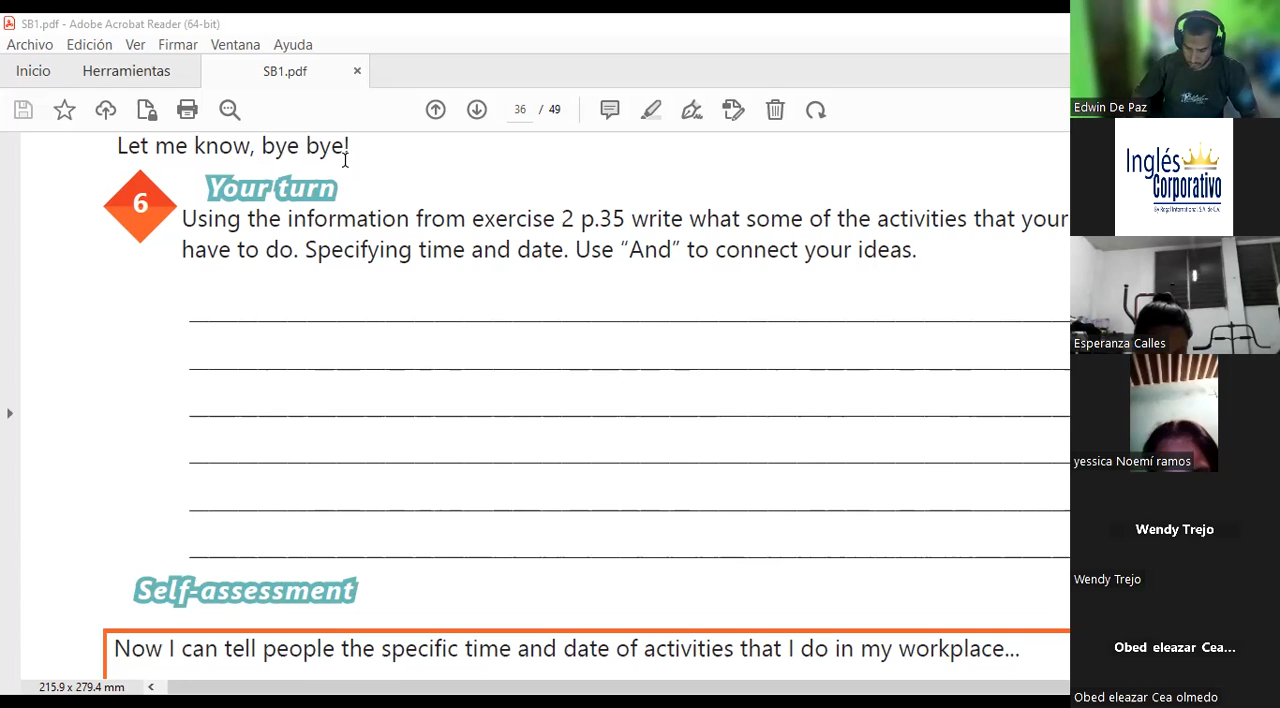 SB1.pdf - Adobe Acrobat Reader (64-bit)
Archivo Edición Ver Firmar Ventana Ayuda
Inicio Herramientas SB1.pdf ×
36 / 49
Let me know, bye bye!
6
Your turn
Using the information from exercise 2 p.35 write what some of the activities that your
have to do. Specifying time and date. Use “And” to connect your ideas.
Self-assessment
Now I can tell people the specific time and date of activities that I do in my workplace...
215.9 x 279.4 mm
Edwin De Paz
Inglés
Corporativo
Esperanza Calles
yessica Noemí ramos
Wendy Trejo
Wendy Trejo
Obed eleazar Cea...
Obed eleazar Cea olmedo